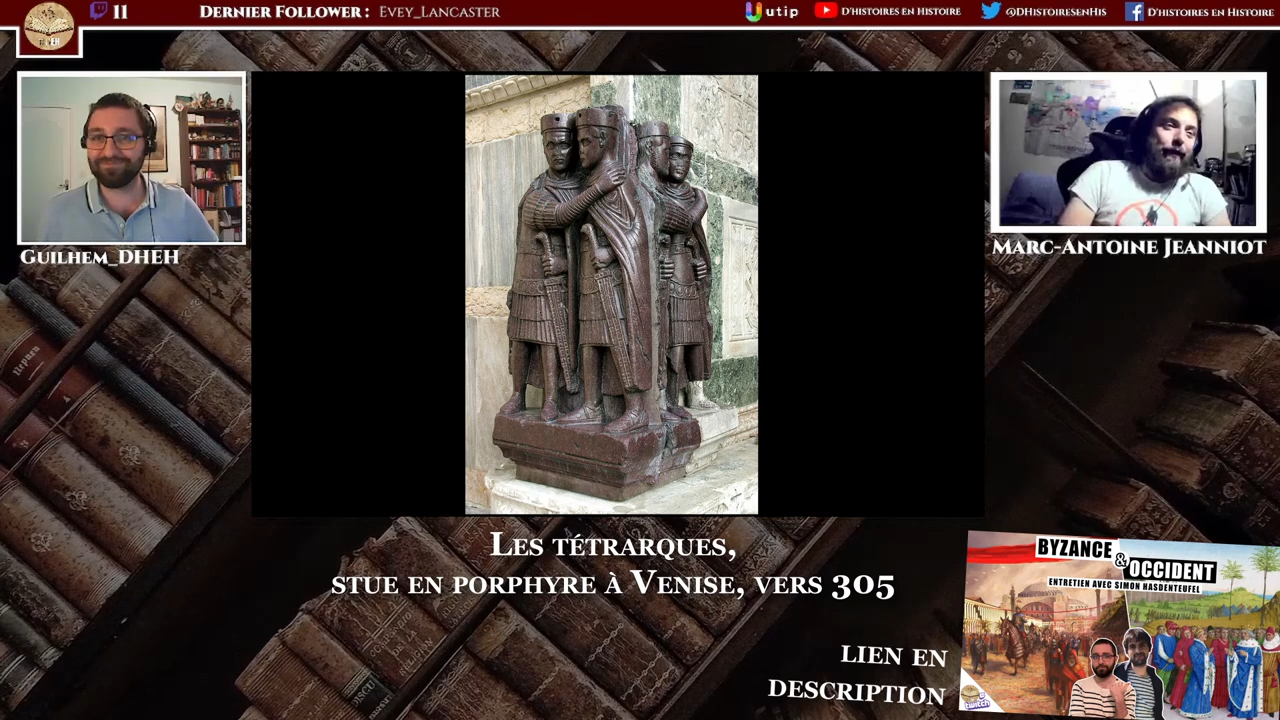 11
Dernier Follower : Evey_Lancaster
utip
D'histoires en Histoire
@DHistoiresEnHis
D'histoires en Histoire
Guilhem_DHEH
Marc-Antoine Jeanniot
Les tétrarques,
stue en porphyre à Venise, vers 305
lien en
description
BYZANCE
&
OCCIDENT
ENTRETIEN AVEC SIMON HASDENTEUFEL
twitch